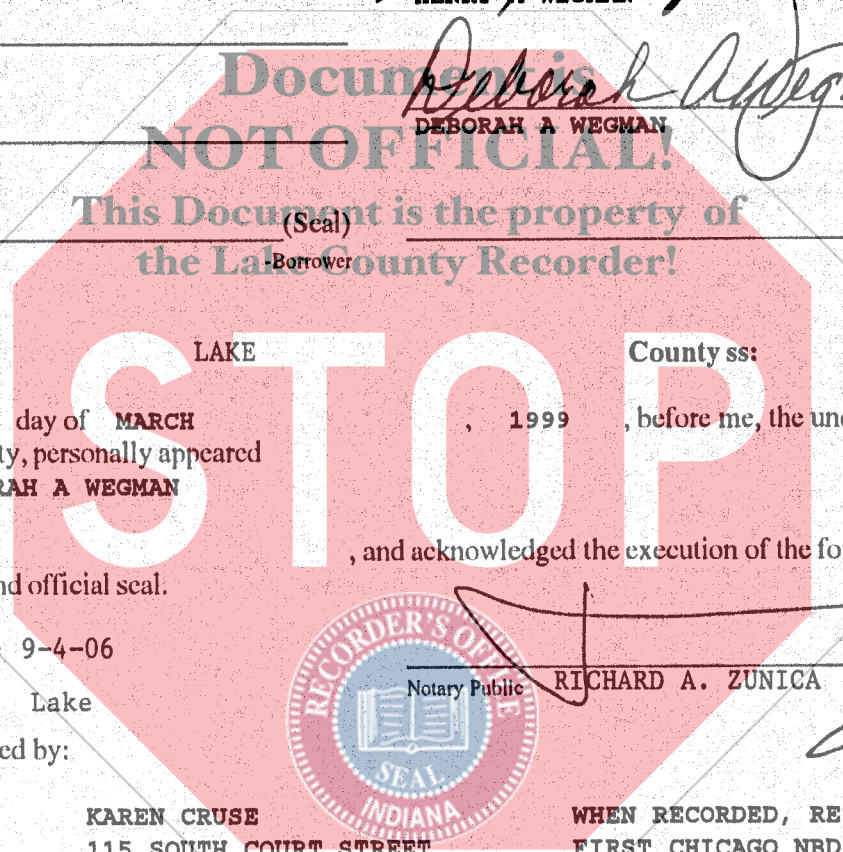 Document is
Deborah A Weg
DEBORAH A WEGMAN
NOT OFFICIAL!
This Document is the property of
(Seal)
the Lake County Recorder!
-Borrower
STOP
LAKE County ss:
day of MARCH , 1999 , before me, the un
ty, personally appeared
RAH A WEGMAN
, and acknowledged the execution of the fo
nd official seal.
9-4-06
RECORDER'S OFFICE
SEAL
INDIANA
Notary Public RICHARD A. ZUNICA
Lake
ed by:
KAREN CRUSE WHEN RECORDED, RE
115 SOUTH COURT STREET FIRST CHICAGO NBD